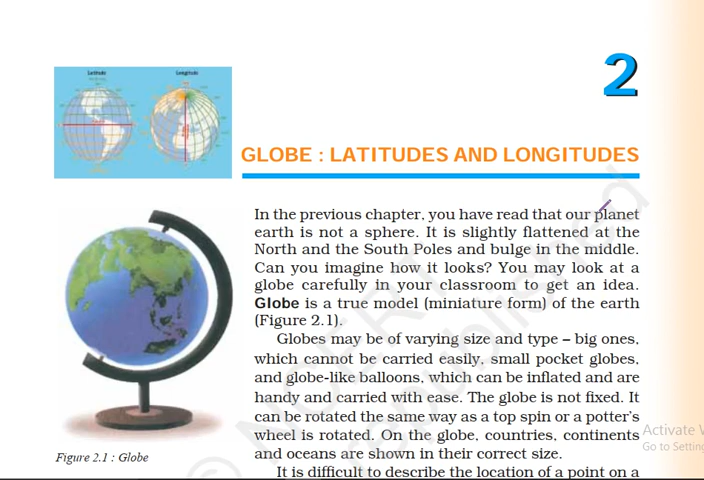 2
Latitude
Longitude
GLOBE : LATITUDES AND LONGITUDES
In the previous chapter, you have read that our planet
earth is not a sphere. It is slightly flattened at the
North and the South Poles and bulge in the middle.
Can you imagine how it looks? You may look at a
globe carefully in your classroom to get an idea.
Globe is a true model (miniature form) of the earth
(Figure 2.1).
Globes may be of varying size and type – big ones,
which cannot be carried easily, small pocket globes,
and globe-like balloons, which can be inflated and are
handy and carried with ease. The globe is not fixed. It
can be rotated the same way as a top spin or a potter's
wheel is rotated. On the globe, countries, continents
and oceans are shown in their correct size.
It is difficult to describe the location of a point on a
Figure 2.1 : Globe
© NCERT
republished
Activate
Go to Setting